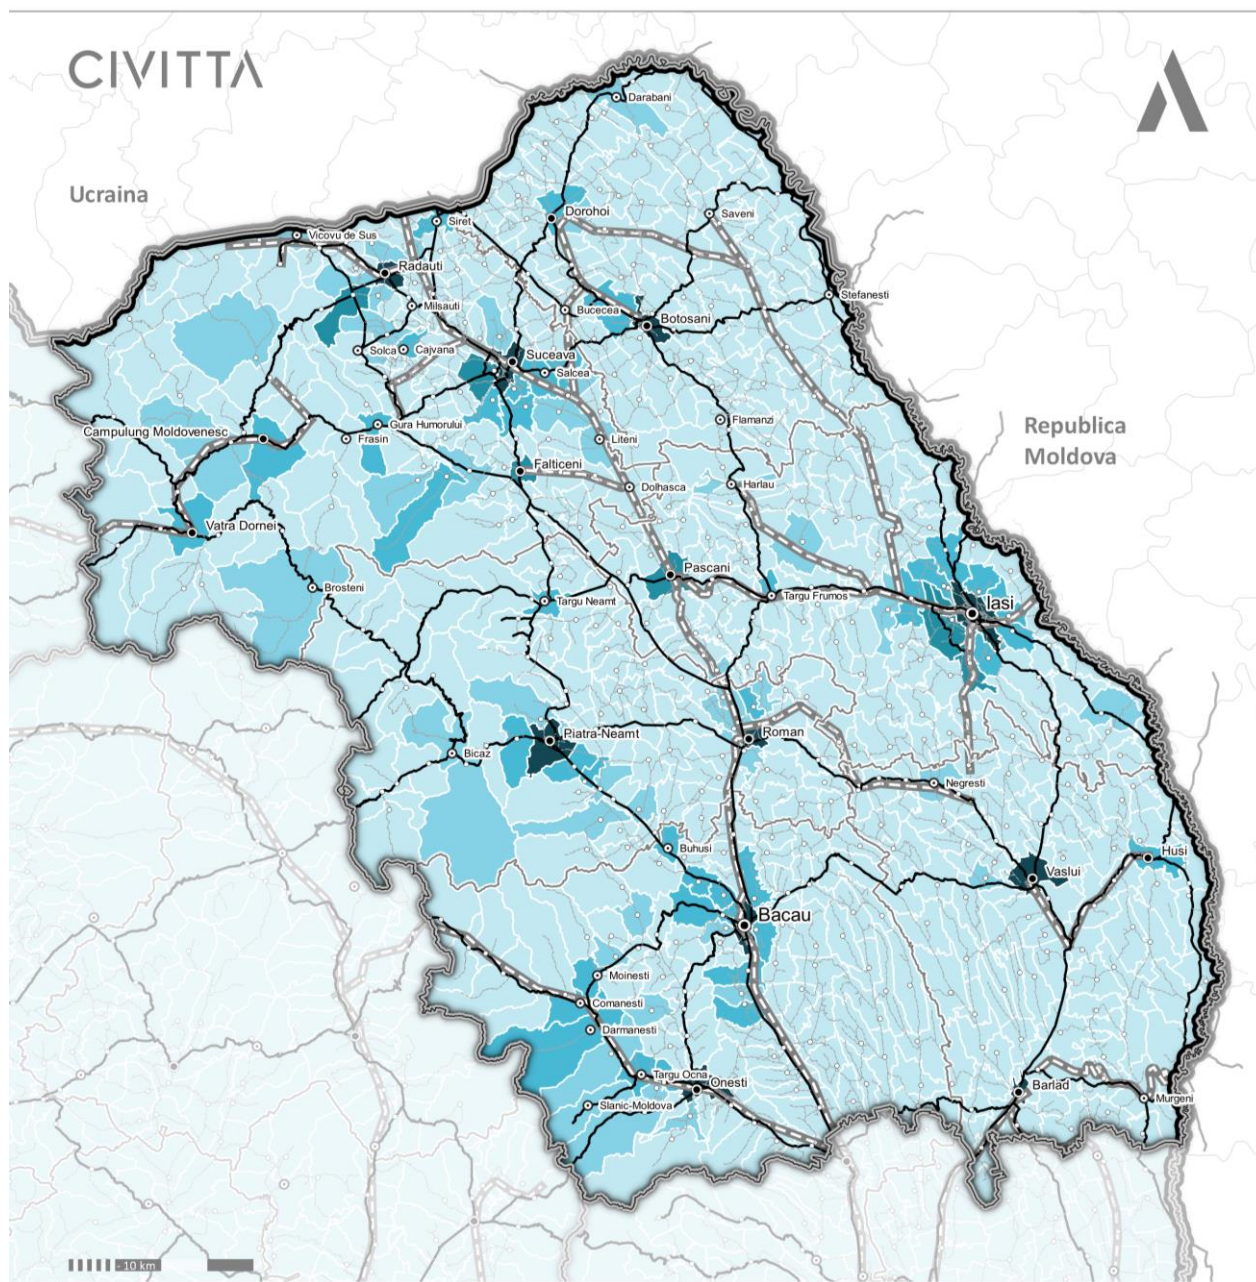 CIVITTA
Darabani
Ucraina
Dorohoi
Saveni
Siret
Vicovu de Sus
Radauti
Stefanesti
Milsauti
Bucecea
Botosani
Solca
Cajvana
Suceava
Salcea
Flamanzi
Republica
Moldova
Gura Humorului
Campulung Moldovenesc
Frasin
Liteni
Falticeni
Dolhasca
Harlau
Vatra Dornei
Pascani
Brosteni
Targu Neamt
Targu Frumos
Iasi
Piatra-Neamt
Roman
Bicaz
Negresti
Buhusi
Husi
Vaslui
Bacau
Moinesti
Comanesti
Darmanesti
Targu Ocna
Onesti
Barlad
Slanic-Moldova
Murgeni
- 10 km